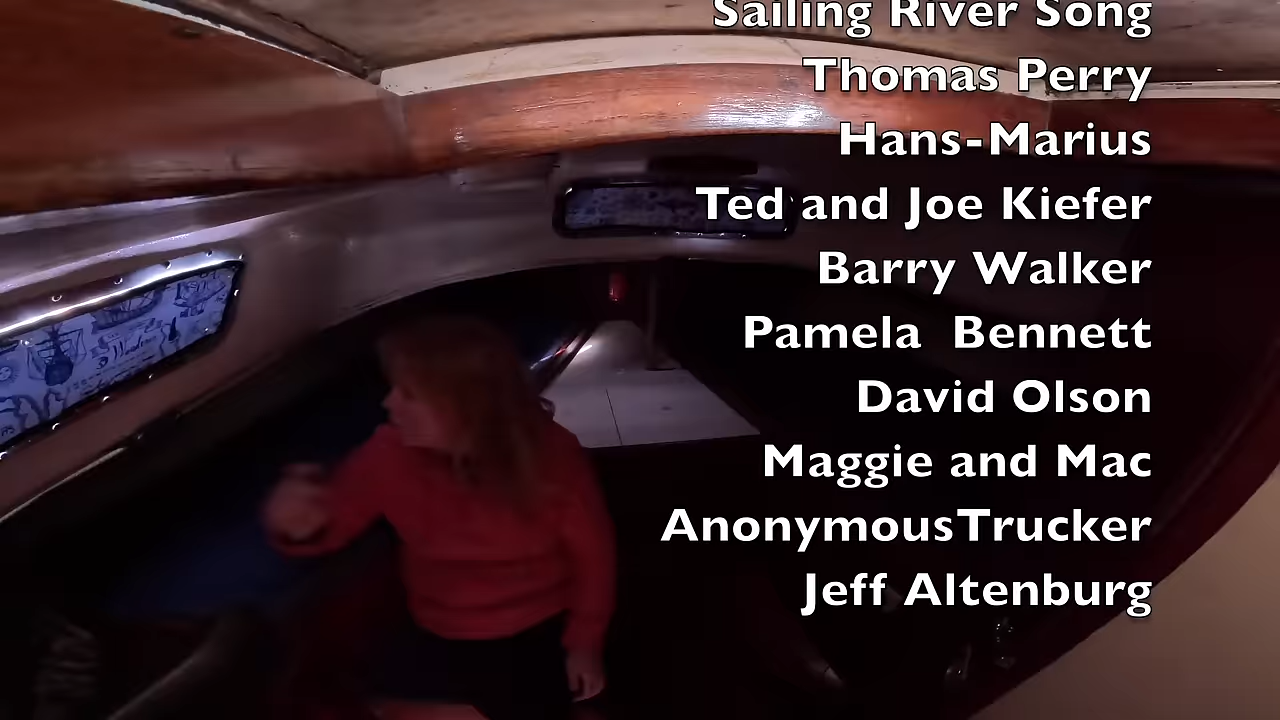 Sailing River Song
Thomas Perry
Hans-Marius
Ted and Joe Kiefer
Barry Walker
Pamela  Bennett
David Olson
Maggie and Mac
AnonymousTrucker
Jeff Altenburg